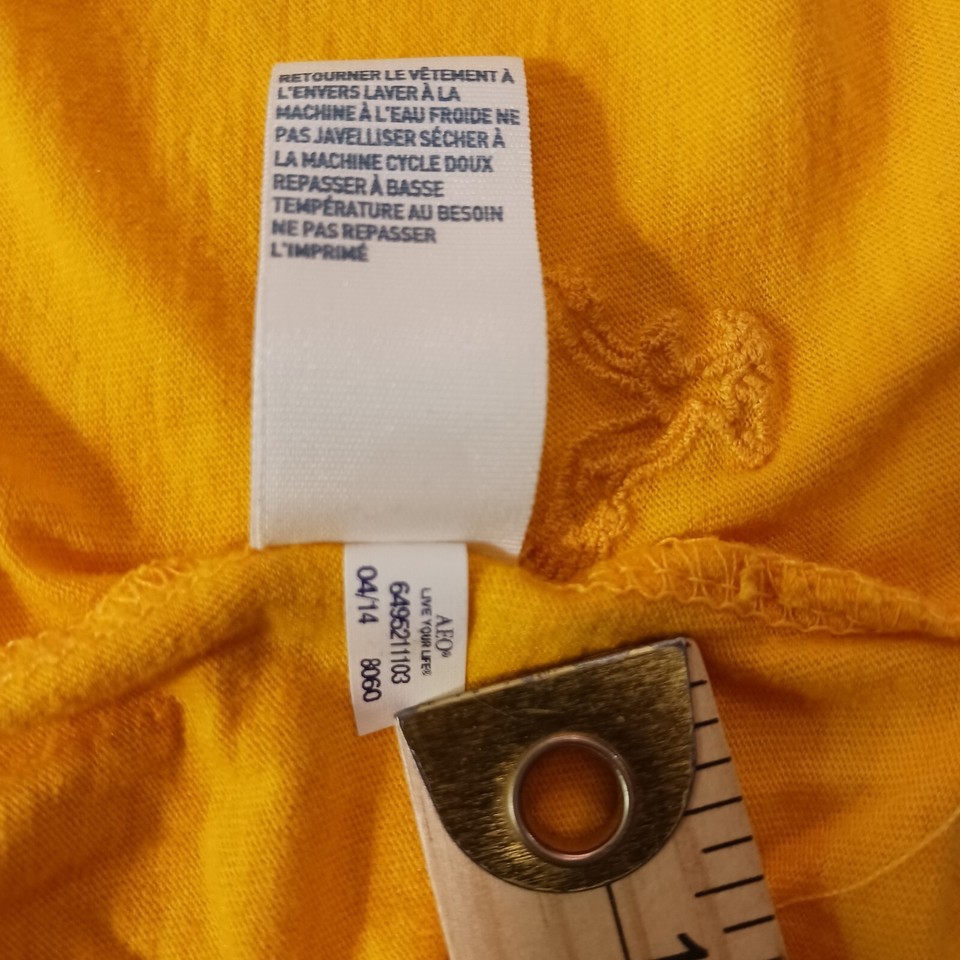 RETOURNER LE VÊTEMENT À
L'ENVERS LAVER À LA
MACHINE À L'EAU FROIDE NE
PAS JAVELLISER SÉCHER À
LA MACHINE CYCLE DOUX
REPASSER À BASSE
TEMPÉRATURE AU BESOIN
NE PAS REPASSER
L'IMPRIMÉ
AEO®
LIVE YOUR LIFE®
6495211103
04/14 8060
1